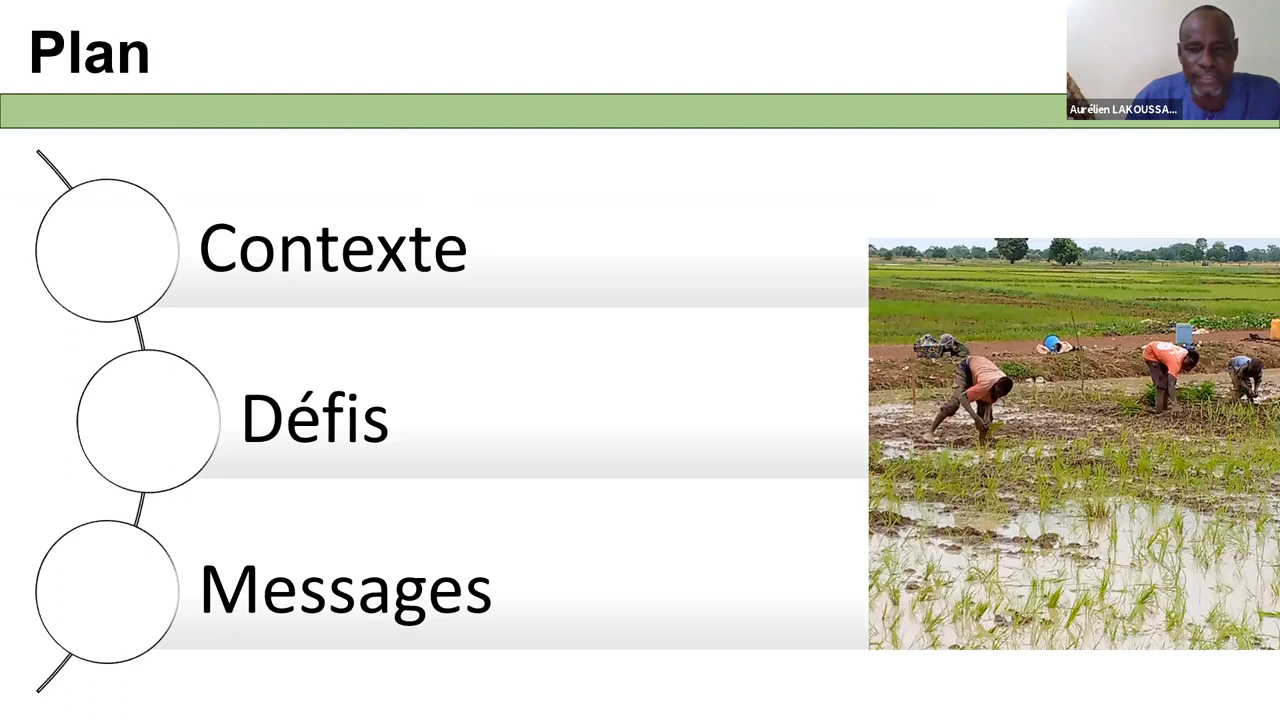 Plan
Aurélien LAKOUSSA...
Contexte
Défis
Messages